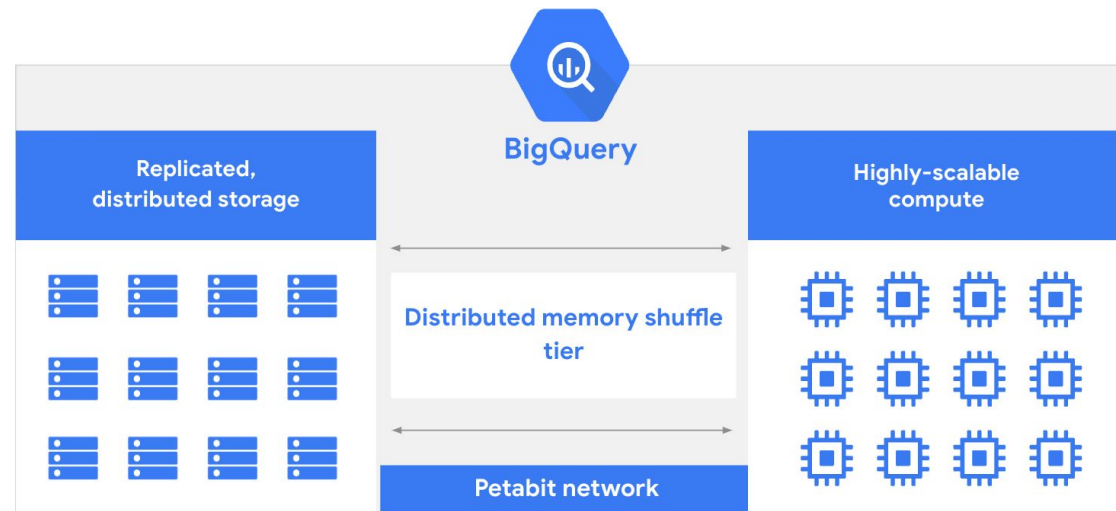 BigQuery
Replicated,
distributed storage
Highly-scalable
compute
Distributed memory shuffle
tier
Petabit network